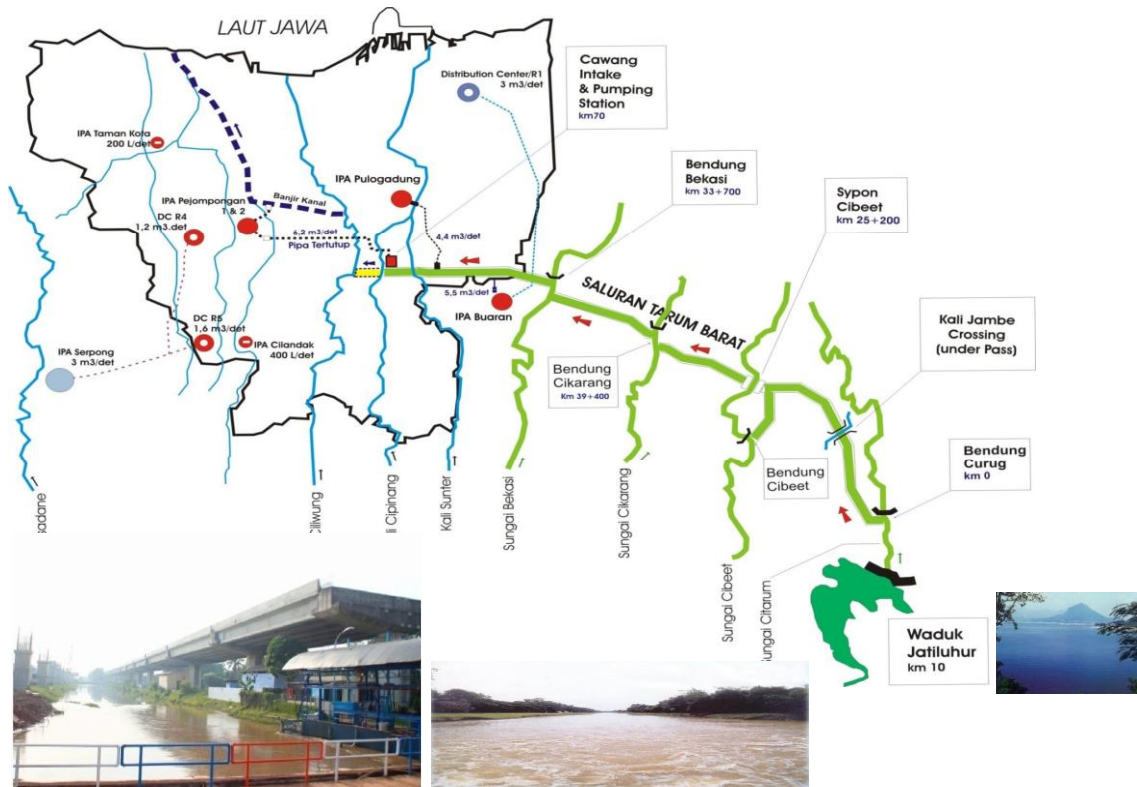 LAUT JAWA
Cawang
Intake
& Pumping
Station
km70
Distribution Center/R1
3 m3/det
IPA Taman Kota
200 L/det
Bendung
Bekasi
km 33+700
Sypon
Cibeet
km 25+200
IPA Pulogadung
IPA Pejompongan
1 & 2
Banjir Kanal
DC R4
1,2 m3.det
6,2 m3/det
Pipa Tertutup
4,4 m3/det
5,5 m3/det
IPA Buaran
SALURAN TARUM BARAT
Kali Jambe
Crossing
(under Pass)
DC R5
1,6 m3/det
IPA Cilandak
400 L/det
IPA Serpong
3 m3/det
Bendung
Cikarang
Km 39+400
Bendung
Cibeet
Bendung
Curug
km 0
sadane
Ciliwung
li Cipinang
Kali Sunter
Sungai Bekasi
Sungai Cikarang
Sungai Cibeet
Sungai Citarum
Waduk
Jatiluhur
km 10